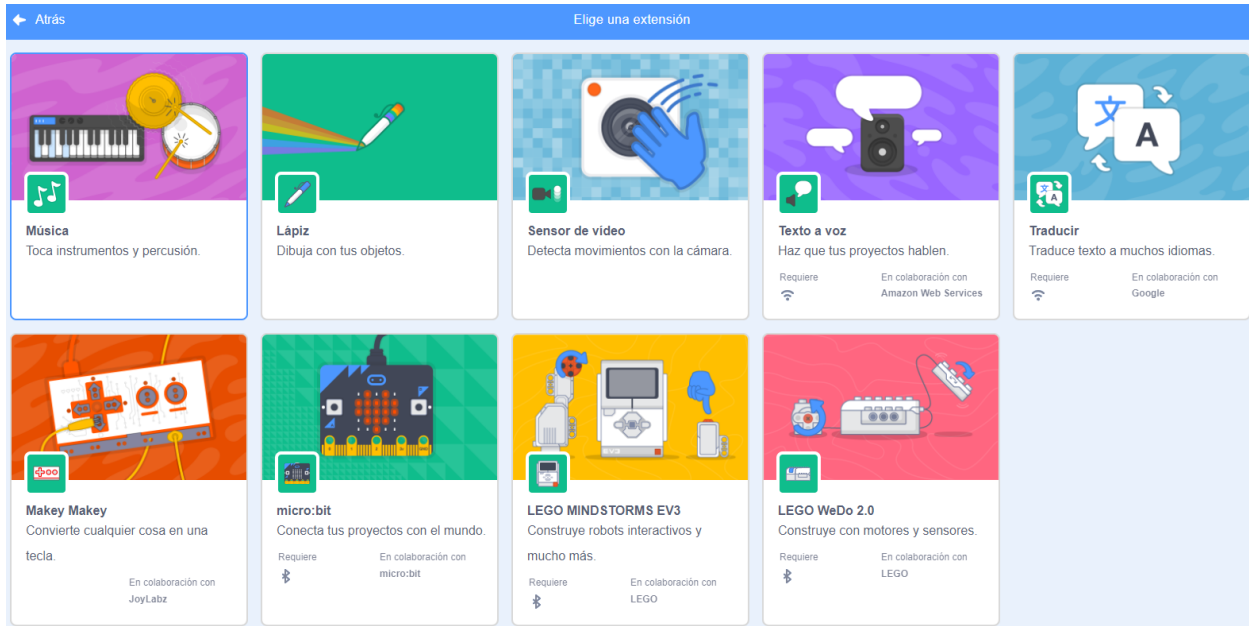 Atrás
Elige una extensión
Música
Toca instrumentos y percusión.
Lápiz
Dibuja con tus objetos.
Sensor de vídeo
Detecta movimientos con la cámara.
Texto a voz
Haz que tus proyectos hablen.
Requiere
En colaboración con
Amazon Web Services
文
A
Traducir
Traduce texto a muchos idiomas.
Requiere
En colaboración con
Google
Makey Makey
Convierte cualquier cosa en una
tecla.
En colaboración con
JoyLabz
micro:bit
Conecta tus proyectos con el mundo.
Requiere
En colaboración con
micro:bit
EV3
LEGO MINDSTORMS EV3
Construye robots interactivos y
mucho más.
Requiere
En colaboración con
LEGO
LEGO WeDo 2.0
Construye con motores y sensores.
Requiere
En colaboración con
LEGO